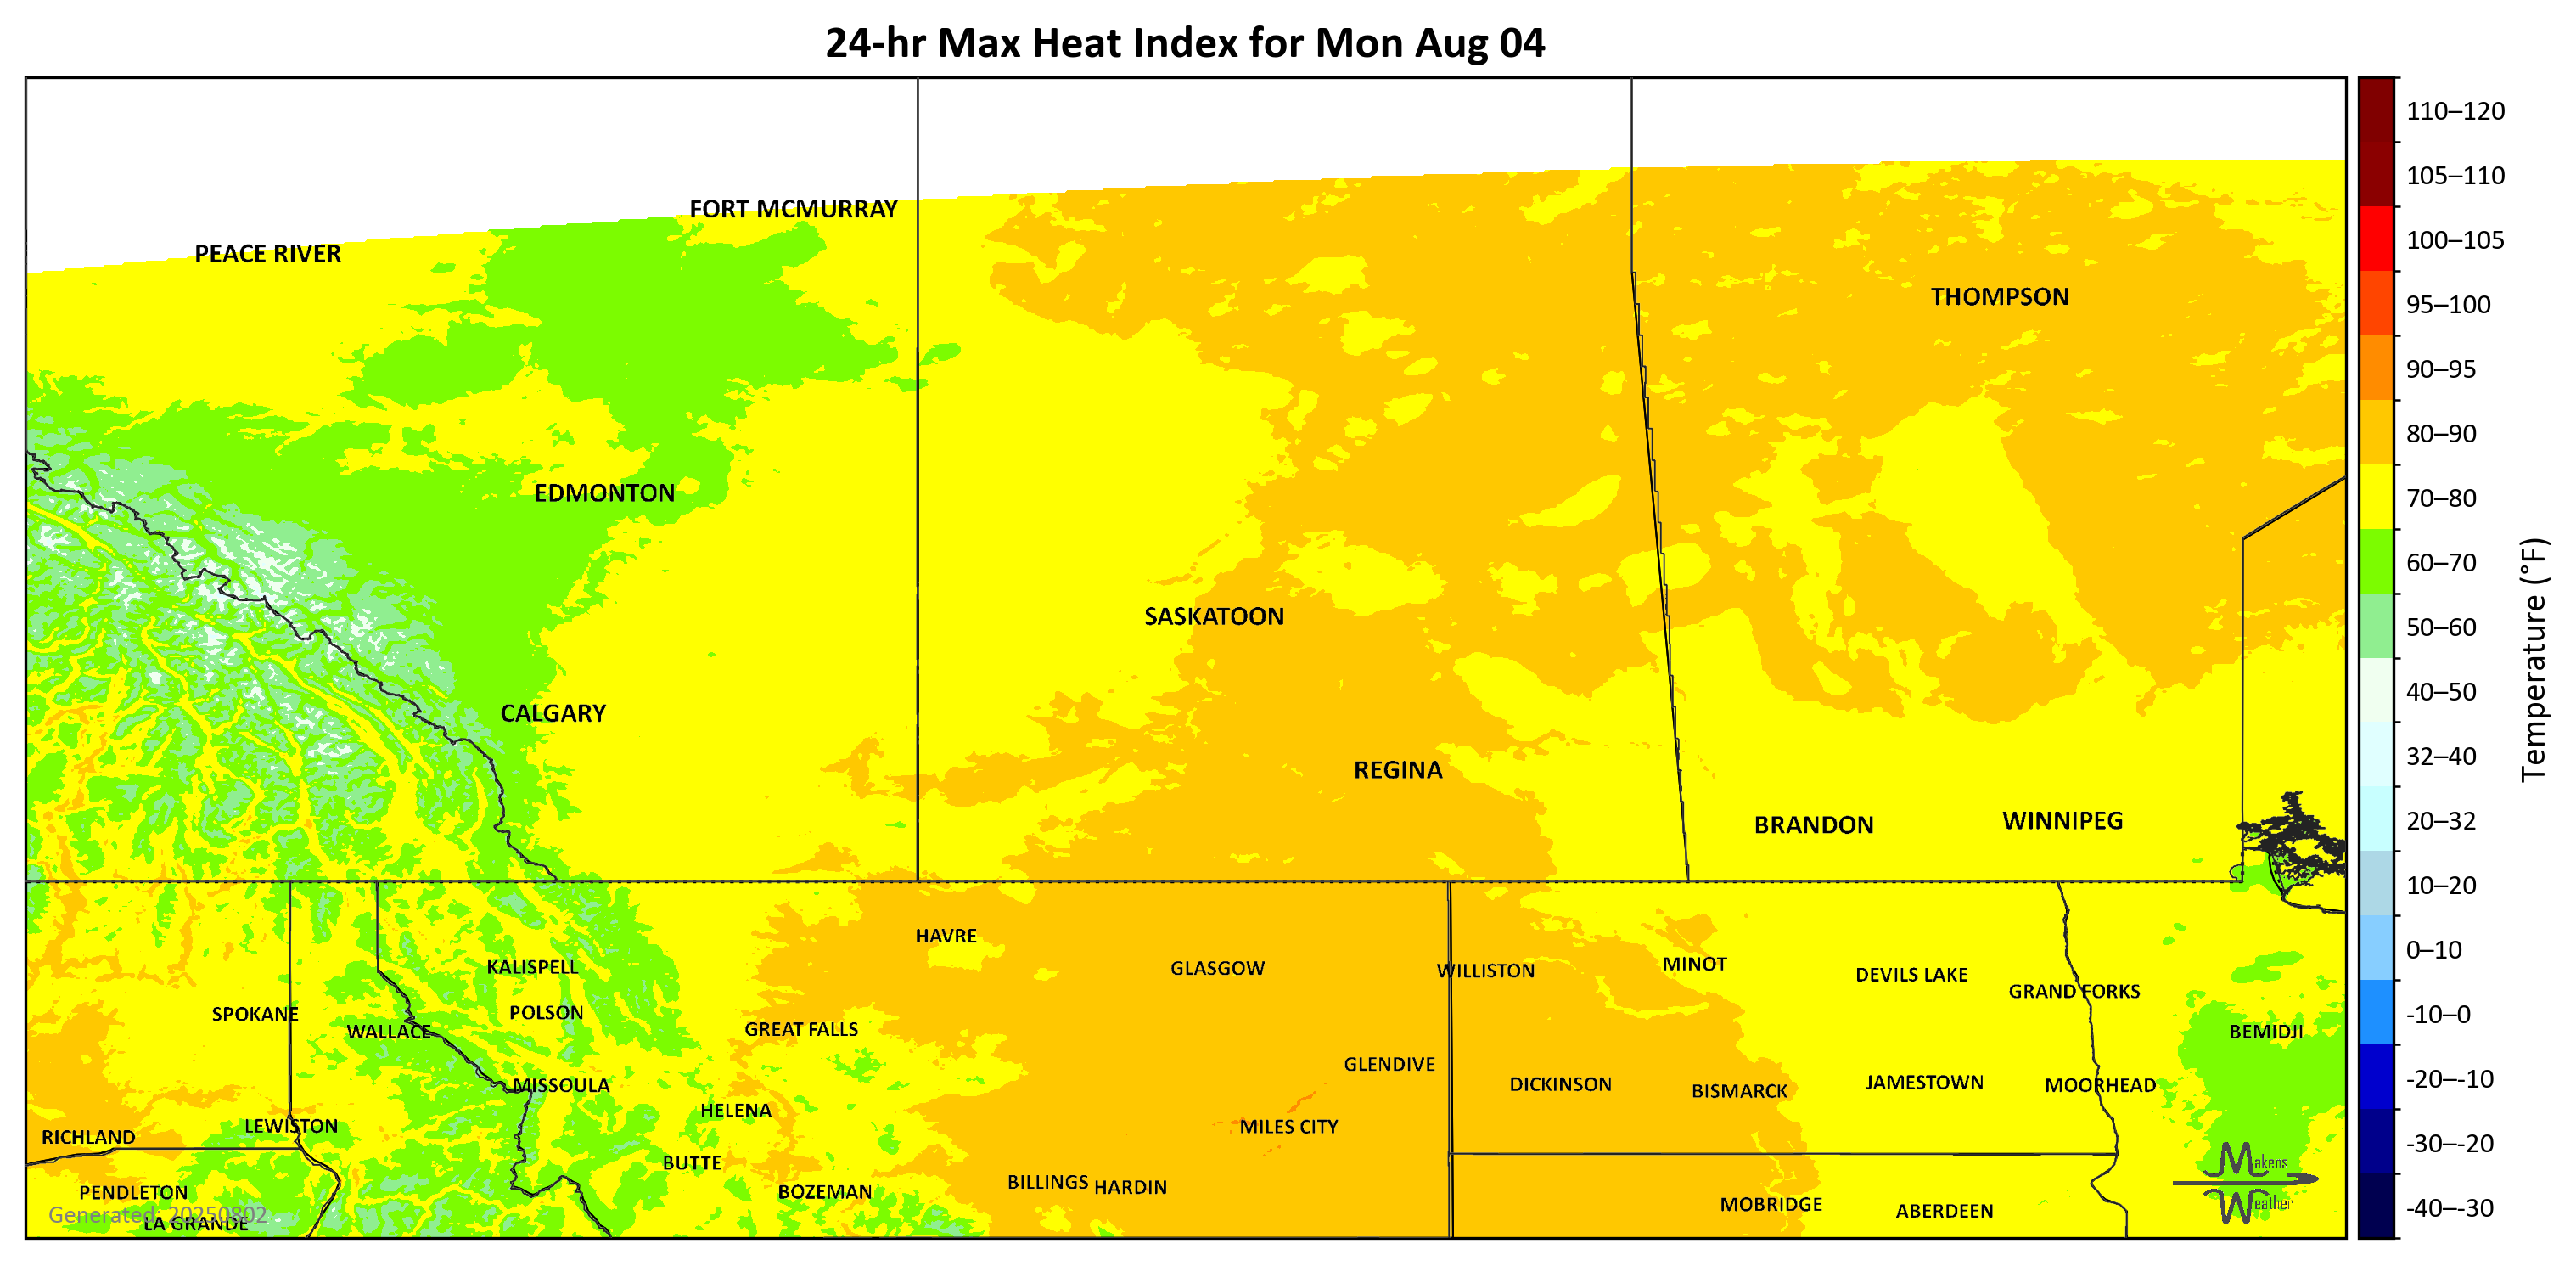 24-hr Max Heat Index for Mon Aug 04
FORT MCMURRAY
PEACE RIVER
THOMPSON
EDMONTON
SASKATOON
CALGARY
REGINA
BRANDON
WINNIPEG
HAVRE
KALISPELL
GLASGOW
WILLISTON
MINOT
DEVILS LAKE
GRAND FORKS
SPOKANE
POLSON
WALLACE
GREAT FALLS
BEMIDJI
GLENDIVE
MISSOULA
DICKINSON
BISMARCK
JAMESTOWN
MOORHEAD
HELENA
LEWISTON
MILES CITY
RICHLAND
BUTTE
BILLINGS
HARDIN
PENDLETON
BOZEMAN
MOBRIDGE
ABERDEEN
Generated: 20250802
LA GRANDE
Makens
Weather
110–120
105–110
100–105
95–100
90–95
80–90
70–80
60–70
50–60
40–50
32–40
20–32
10–20
0–10
-10–0
-20–-10
-30–-20
-40–-30
Temperature (°F)